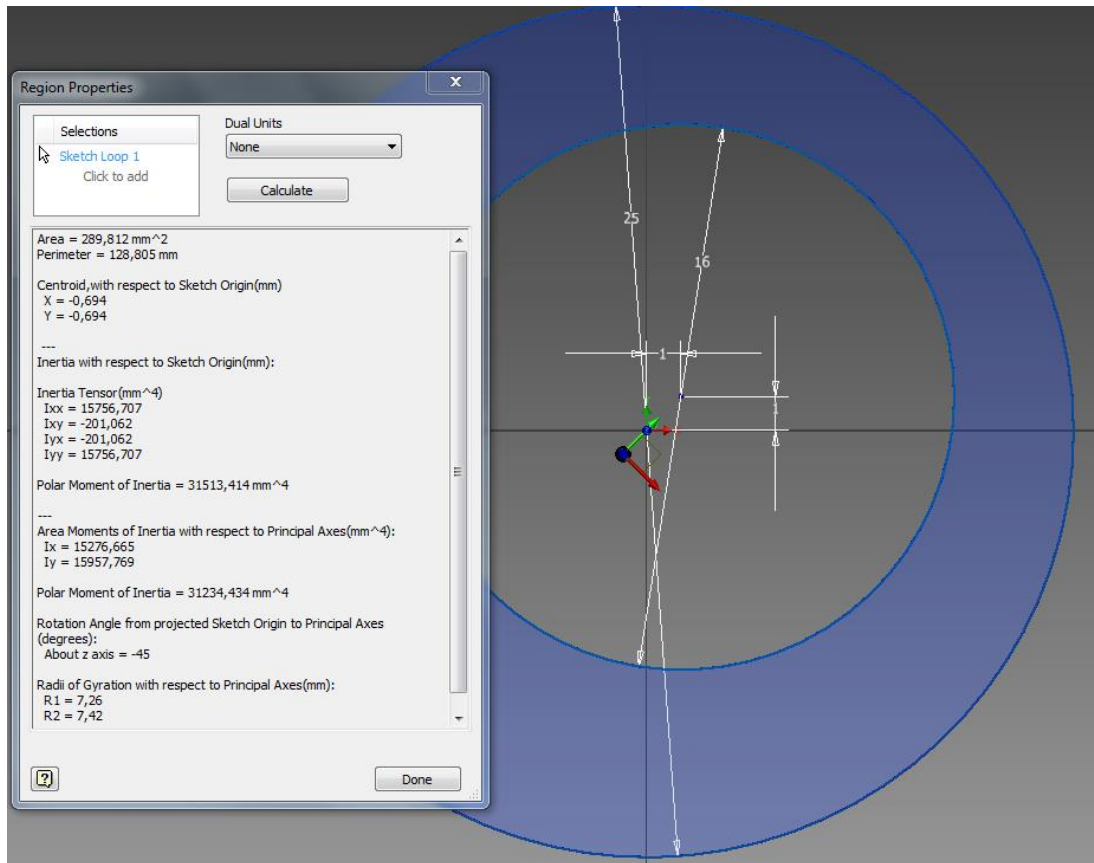 Region Properties
Selections
Sketch Loop 1
Click to add
Dual Units
None
Calculate
Area = 289,812 mm^2
Perimeter = 128,805 mm
Centroid,with respect to Sketch Origin(mm)
X = -0,694
Y = -0,694
---
Inertia with respect to Sketch Origin(mm):
Inertia Tensor(mm^4)
Ixx = 15756,707
Ixy = -201,062
Iyx = -201,062
Iyy = 15756,707
Polar Moment of Inertia = 31513,414 mm^4
---
Area Moments of Inertia with respect to Principal Axes(mm^4):
Ix = 15276,665
Iy = 15957,769
Polar Moment of Inertia = 31234,434 mm^4
Rotation Angle from projected Sketch Origin to Principal Axes
(degrees):
About z axis = -45
Radii of Gyration with respect to Principal Axes(mm):
R1 = 7,26
R2 = 7,42
Done
25
16
1
1